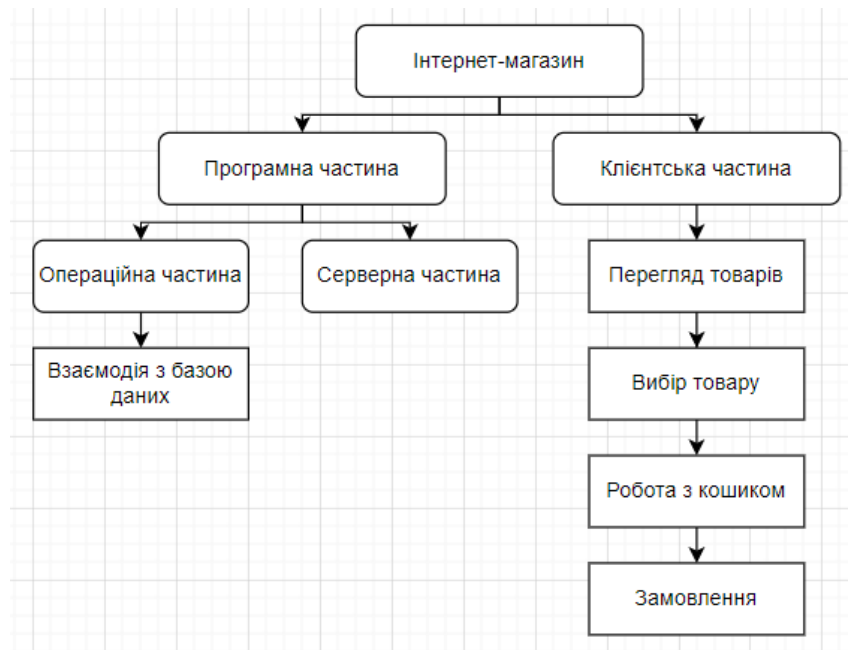 Інтернет-магазин
Програмна частина
Клієнтська частина
Операційна частина
Серверна частина
Перегляд товарів
Взаємодія з базою
даних
Вибір товару
Робота з кошиком
Замовлення